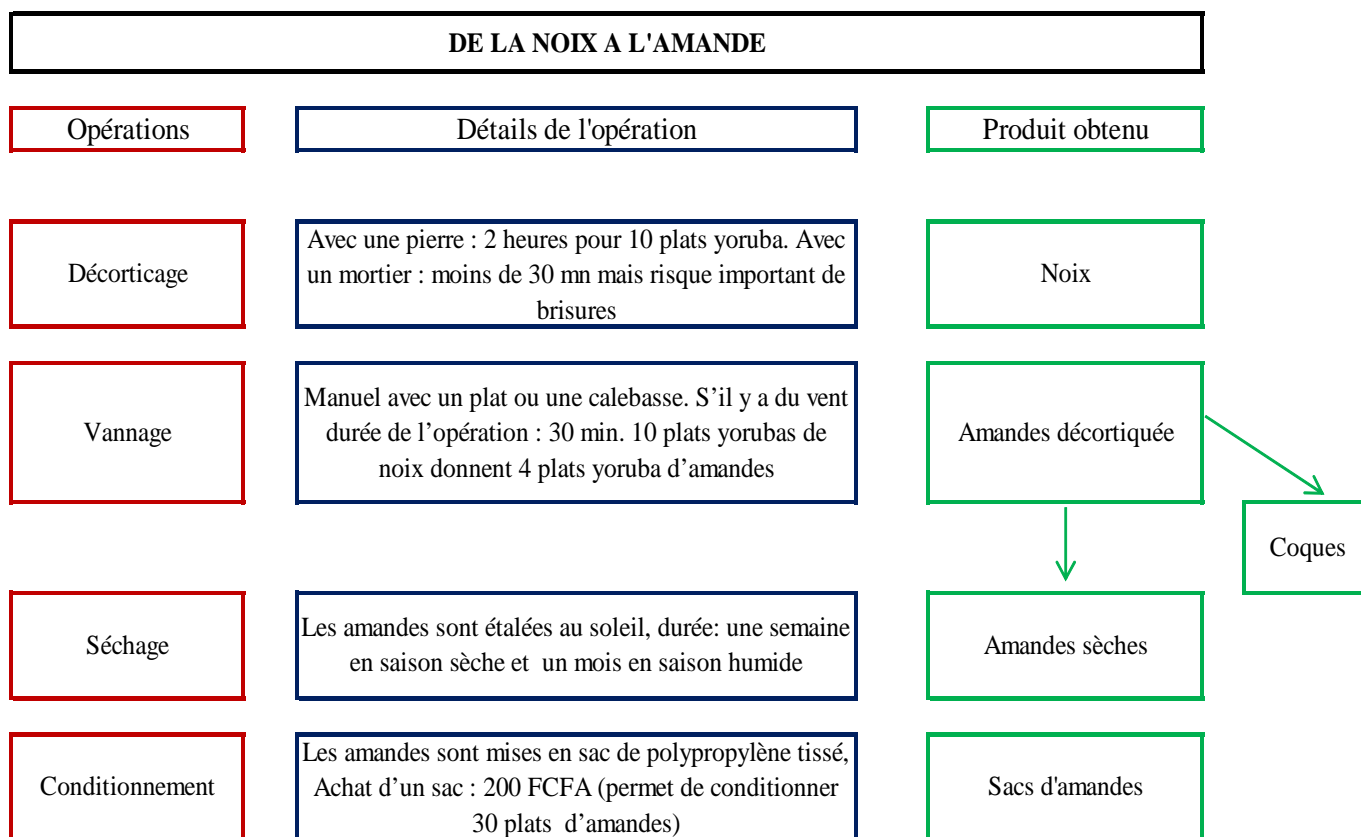 DE LA NOIX A L'AMANDE
Opérations
Détails de l'opération
Produit obtenu
Décorticage
Avec une pierre : 2 heures pour 10 plats yoruba. Avec
un mortier : moins de 30 mn mais risque important de
brisures
Noix
Vannage
Manuel avec un plat ou une calebasse. S’il y a du vent
durée de l’opération : 30 min. 10 plats yorubas de
noix donnent 4 plats yoruba d’amandes
Amandes décortiquée
Coques
Séchage
Les amandes sont étalées au soleil, durée: une semaine
en saison sèche et un mois en saison humide
Amandes sèches
Conditionnement
Les amandes sont mises en sac de polypropylène tissé,
Achat d’un sac : 200 FCFA (permet de conditionner
30 plats d’amandes)
Sacs d'amandes